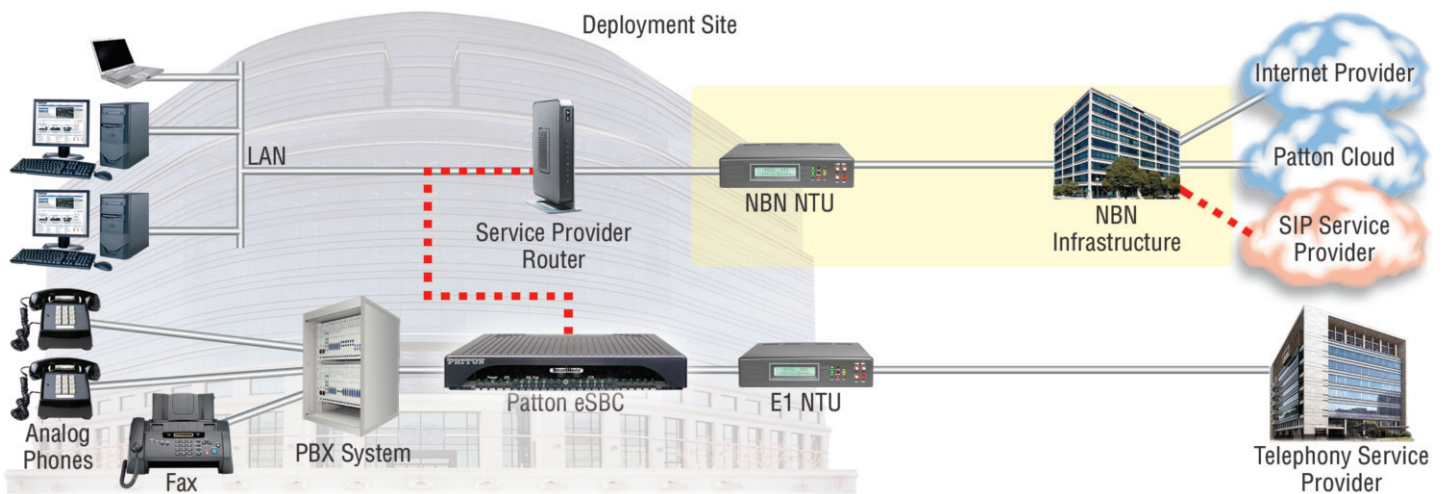 Deployment Site
Internet Provider
LAN
Patton Cloud
NBN NTU
NBN
Infrastructure
SIP Service
Provider
Service Provider
Router
PATTON
SmartNode
Patton eSBC
E1 NTU
Analog
Phones
Fax
PBX System
Telephony Service
Provider